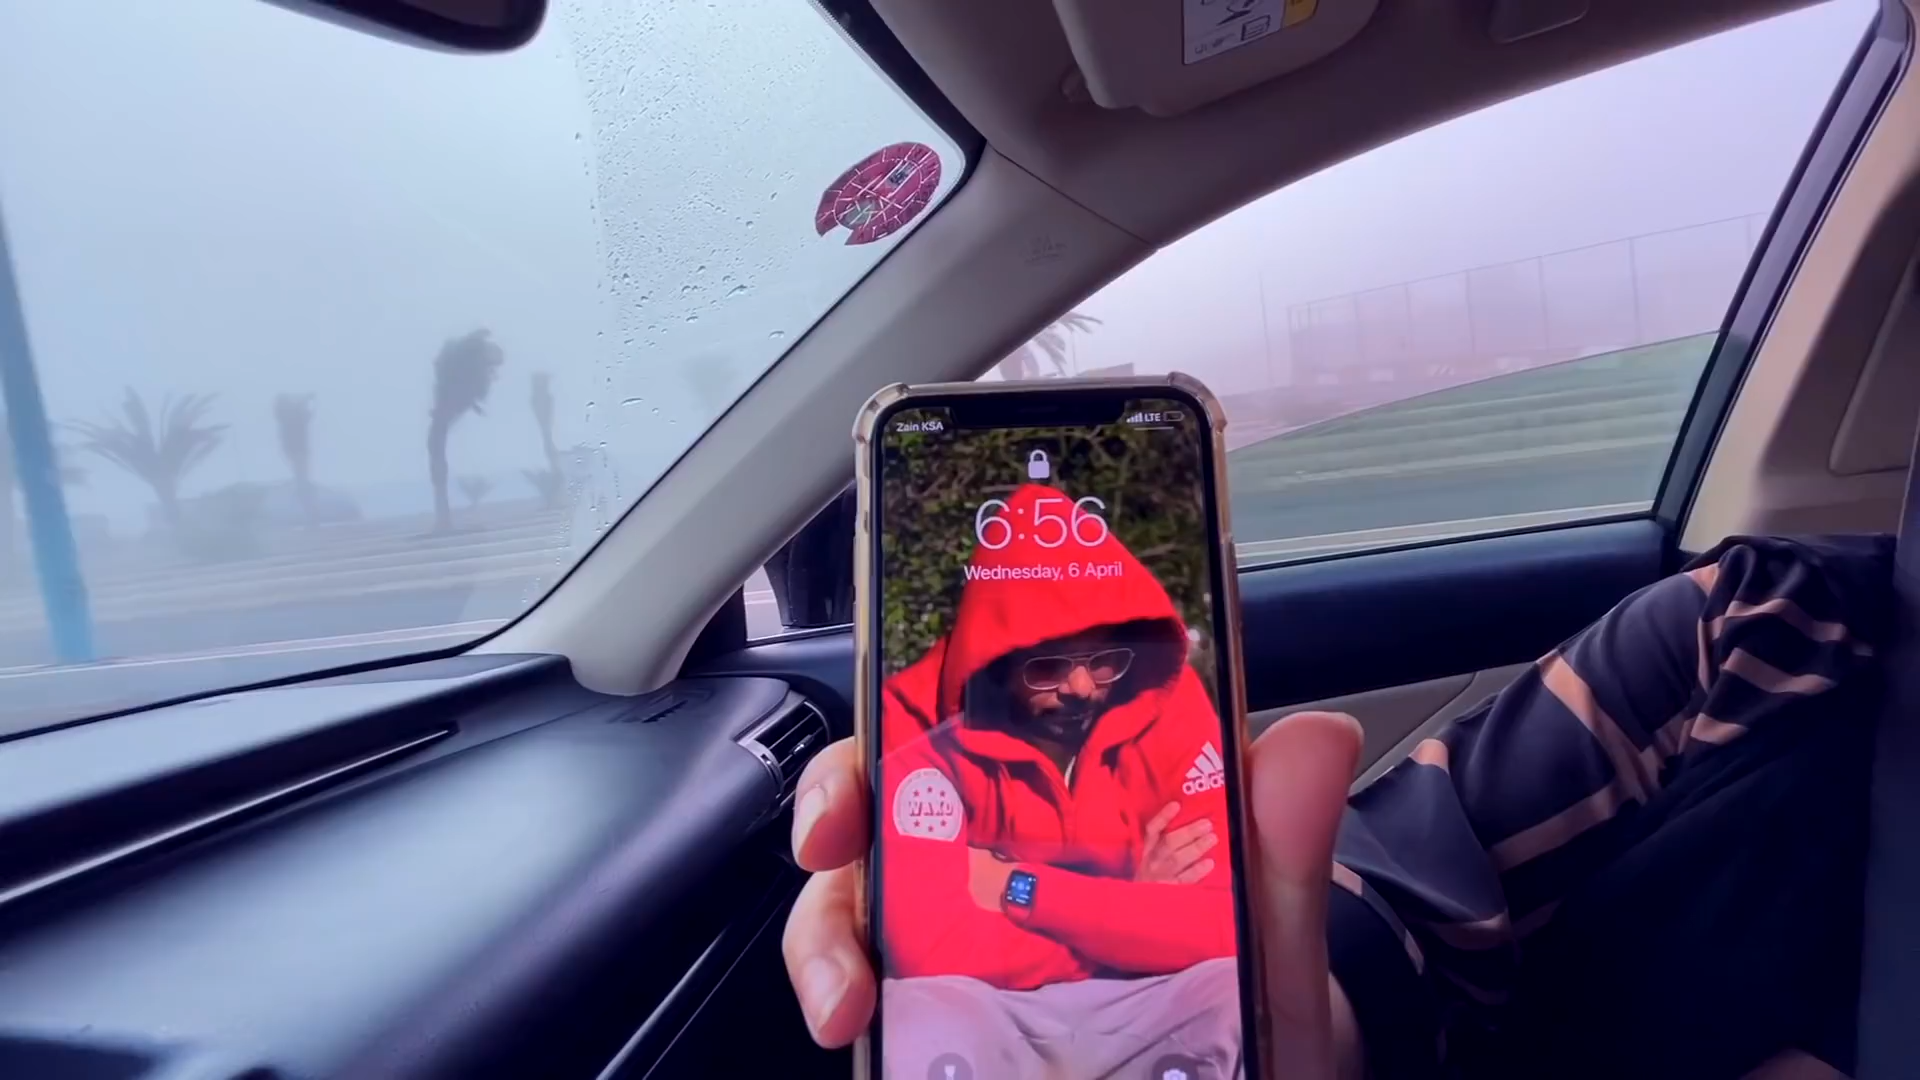 Zain KSA
LTE
6:56
Wednesday, 6 April
adidas
WAKO